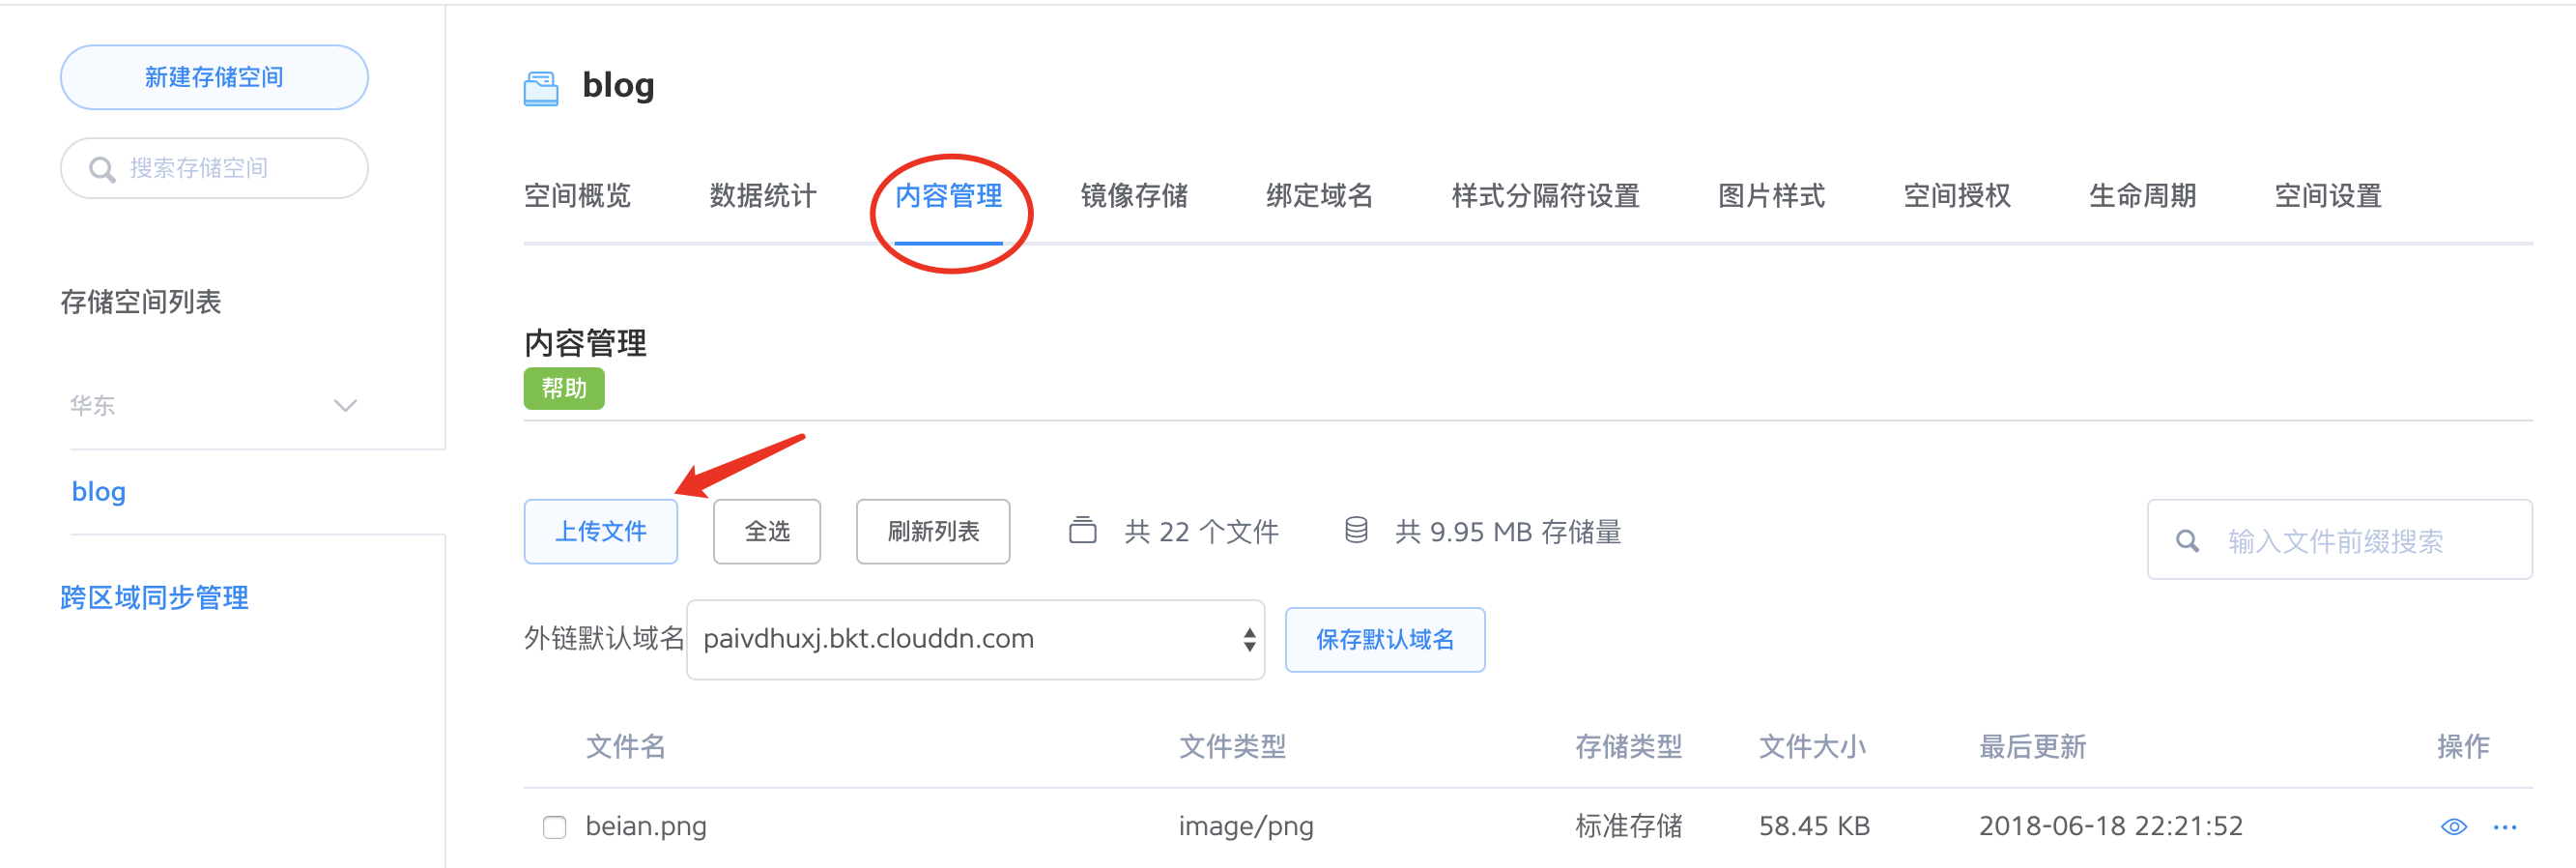 新建存储空间
搜索存储空间
存储空间列表
华东
blog
跨区域同步管理
blog
空间概览 数据统计 内容管理 镜像存储 绑定域名 样式分隔符设置 图片样式 空间授权 生命周期 空间设置
内容管理
帮助
上传文件 全选 刷新列表 共 22 个文件 共 9.95 MB 存储量 输入文件前缀搜索
外链默认域名 paivdhuxj.bkt.clouddn.com 保存默认域名
文件名 文件类型 存储类型 文件大小 最后更新 操作
beian.png image/png 标准存储 58.45 KB 2018-06-18 22:21:52